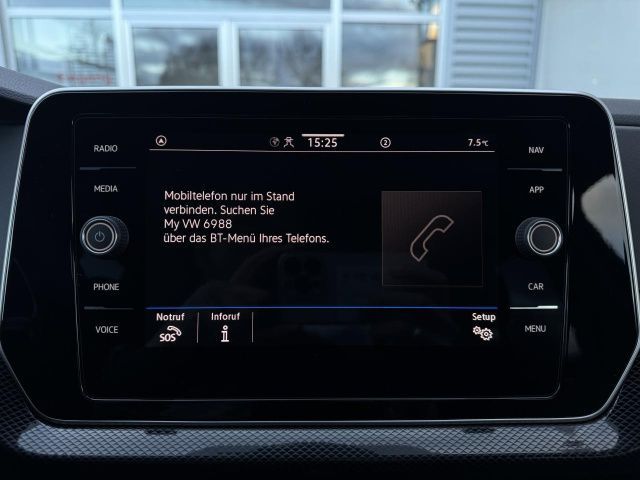 RADIO
MEDIA
PHONE
VOICE
15:25
2
7.5°C
Mobiltelefon nur im Stand
verbinden. Suchen Sie
My VW 6988
über das BT-Menü Ihres Telefons.
Notruf
SOS
Inforuf
i
Setup
NAV
APP
CAR
MENU